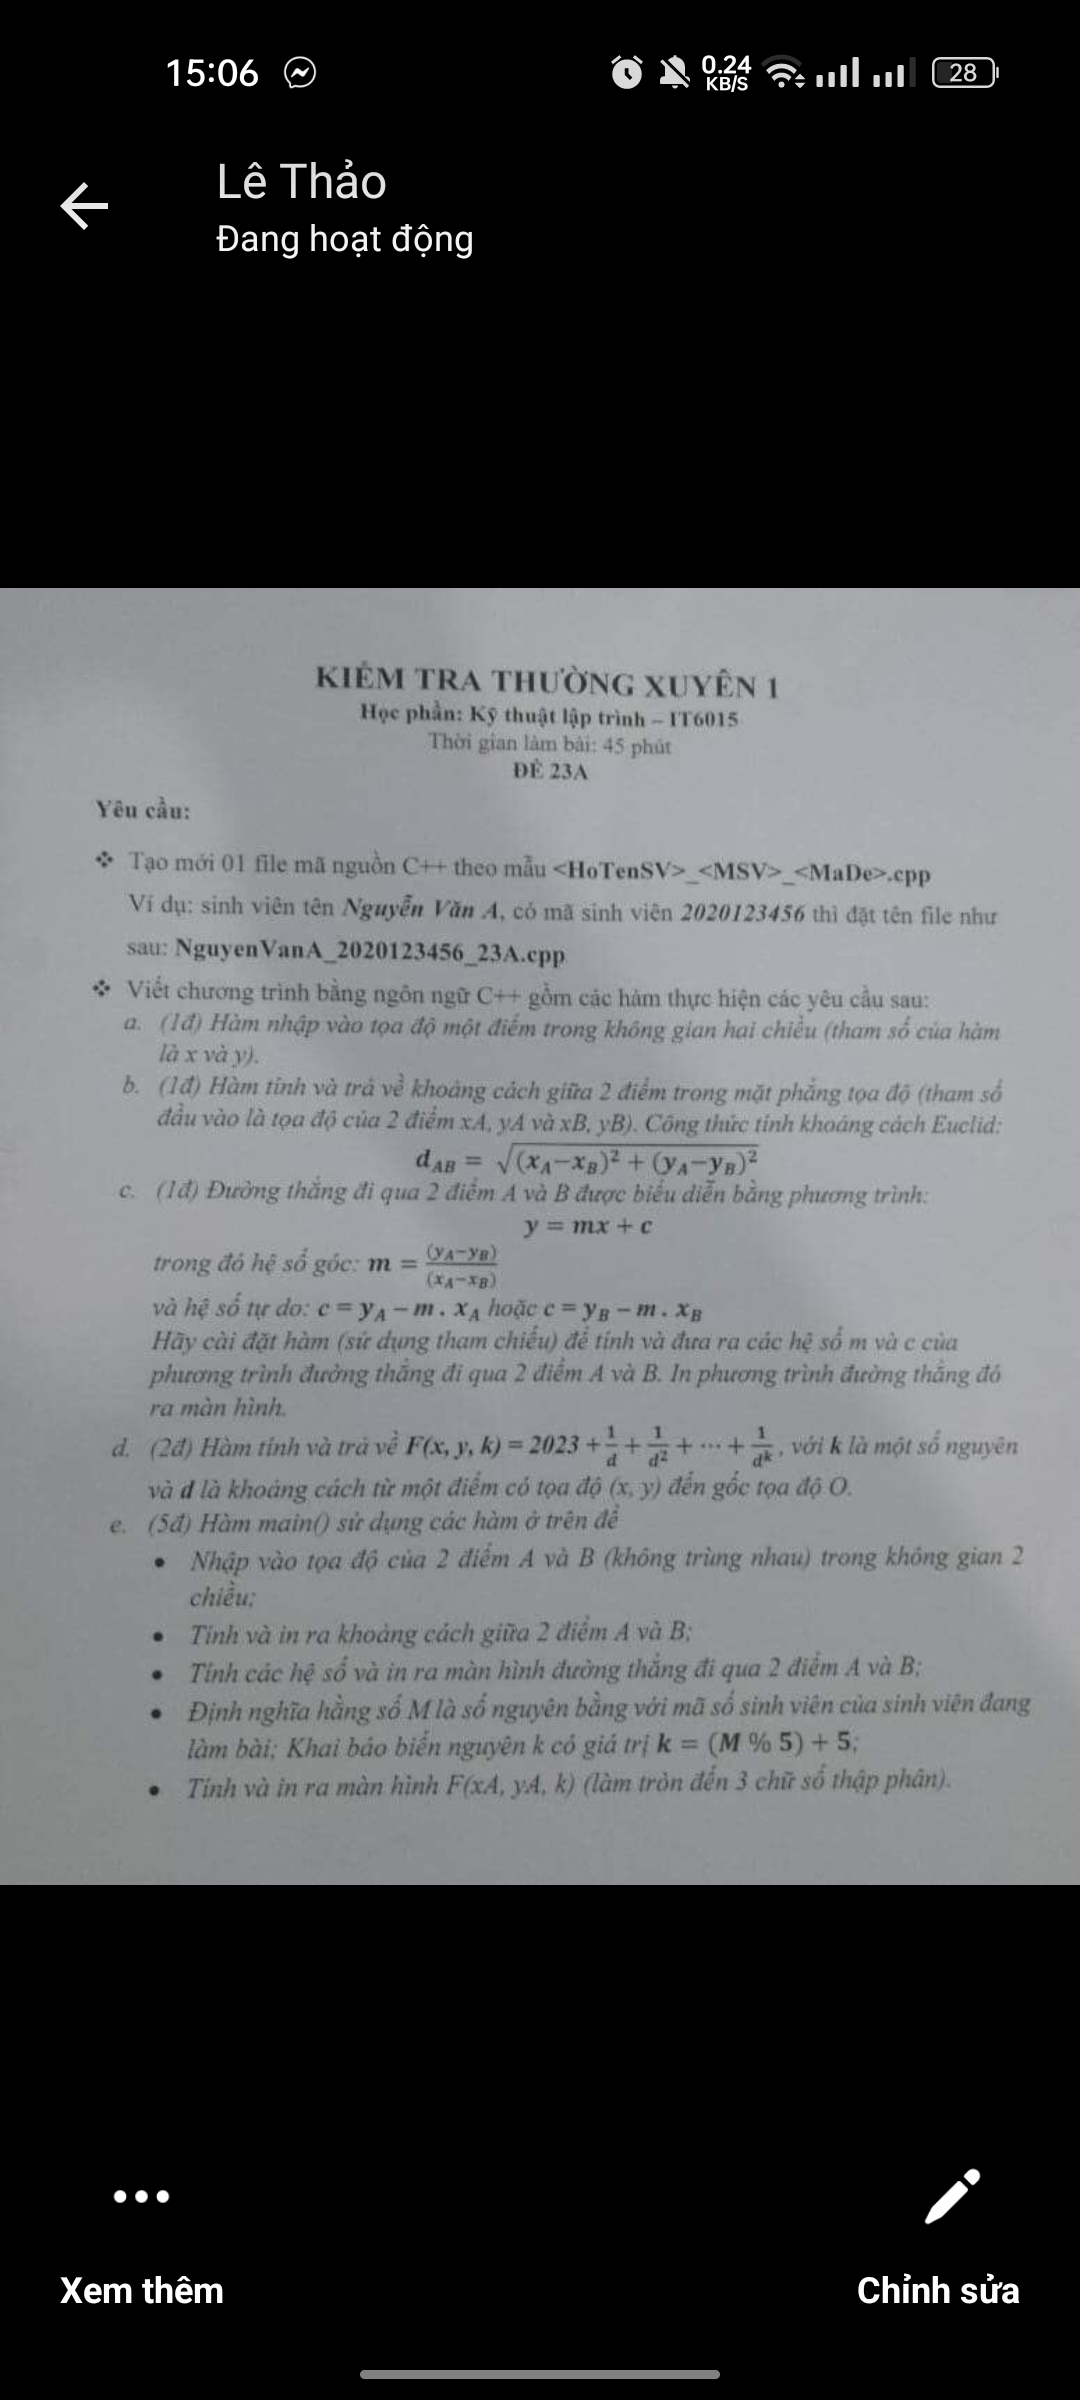 15:06
0.24 KB/S
28
Lê Thảo
Đang hoạt động
KIỂM TRA THƯỜNG XUYÊN 1
Học phần: Kỹ thuật lập trình – IT6015
Thời gian làm bài: 45 phút
ĐỀ 23A
Yêu cầu:
❖ Tạo mới 01 file mã nguồn C++ theo mẫu <HoTenSV>_<MSV>_<MaDe>.cpp
Ví dụ: sinh viên tên Nguyễn Văn A, có mã sinh viên 2020123456 thì đặt tên file như
sau: NguyenVanA_2020123456_23A.cpp
❖ Viết chương trình bằng ngôn ngữ C++ gồm các hàm thực hiện các yêu cầu sau:
a. (1đ) Hàm nhập vào tọa độ một điểm trong không gian hai chiều (tham số của hàm
là x và y).
b. (1đ) Hàm tính và trả về khoảng cách giữa 2 điểm trong mặt phẳng tọa độ (tham số
đầu vào là tọa độ của 2 điểm xA, yA và xB, yB). Công thức tính khoảng cách Euclid:
d_AB = √((x_A−x_B)² + (y_A−y_B)²)
c. (1đ) Đường thẳng đi qua 2 điểm A và B được biểu diễn bằng phương trình:
y = mx + c
trong đó hệ số góc: m = (y_A−y_B)/(x_A−x_B)
và hệ số tự do: c = y_A – m . x_A hoặc c = y_B – m . x_B
Hãy cài đặt hàm (sử dụng tham chiếu) để tính và đưa ra các hệ số m và c của
phương trình đường thẳng đi qua 2 điểm A và B. In phương trình đường thẳng đó
ra màn hình.
d. (2đ) Hàm tính và trả về F(x, y, k) = 2023 + 1/d + 1/d² + ⋯ + 1/dᵏ, với k là một số nguyên
và d là khoảng cách từ một điểm có tọa độ (x, y) đến gốc tọa độ O.
e. (5đ) Hàm main() sử dụng các hàm ở trên để
• Nhập vào tọa độ của 2 điểm A và B (không trùng nhau) trong không gian 2
chiều;
• Tính và in ra khoảng cách giữa 2 điểm A và B;
• Tính các hệ số và in ra màn hình đường thẳng đi qua 2 điểm A và B;
• Định nghĩa hằng số M là số nguyên bằng với mã số sinh viên của sinh viên đang
làm bài; Khai báo biến nguyên k có giá trị k = (M % 5) + 5;
• Tính và in ra màn hình F(xA, yA, k) (làm tròn đến 3 chữ số thập phân).
Xem thêm
Chỉnh sửa